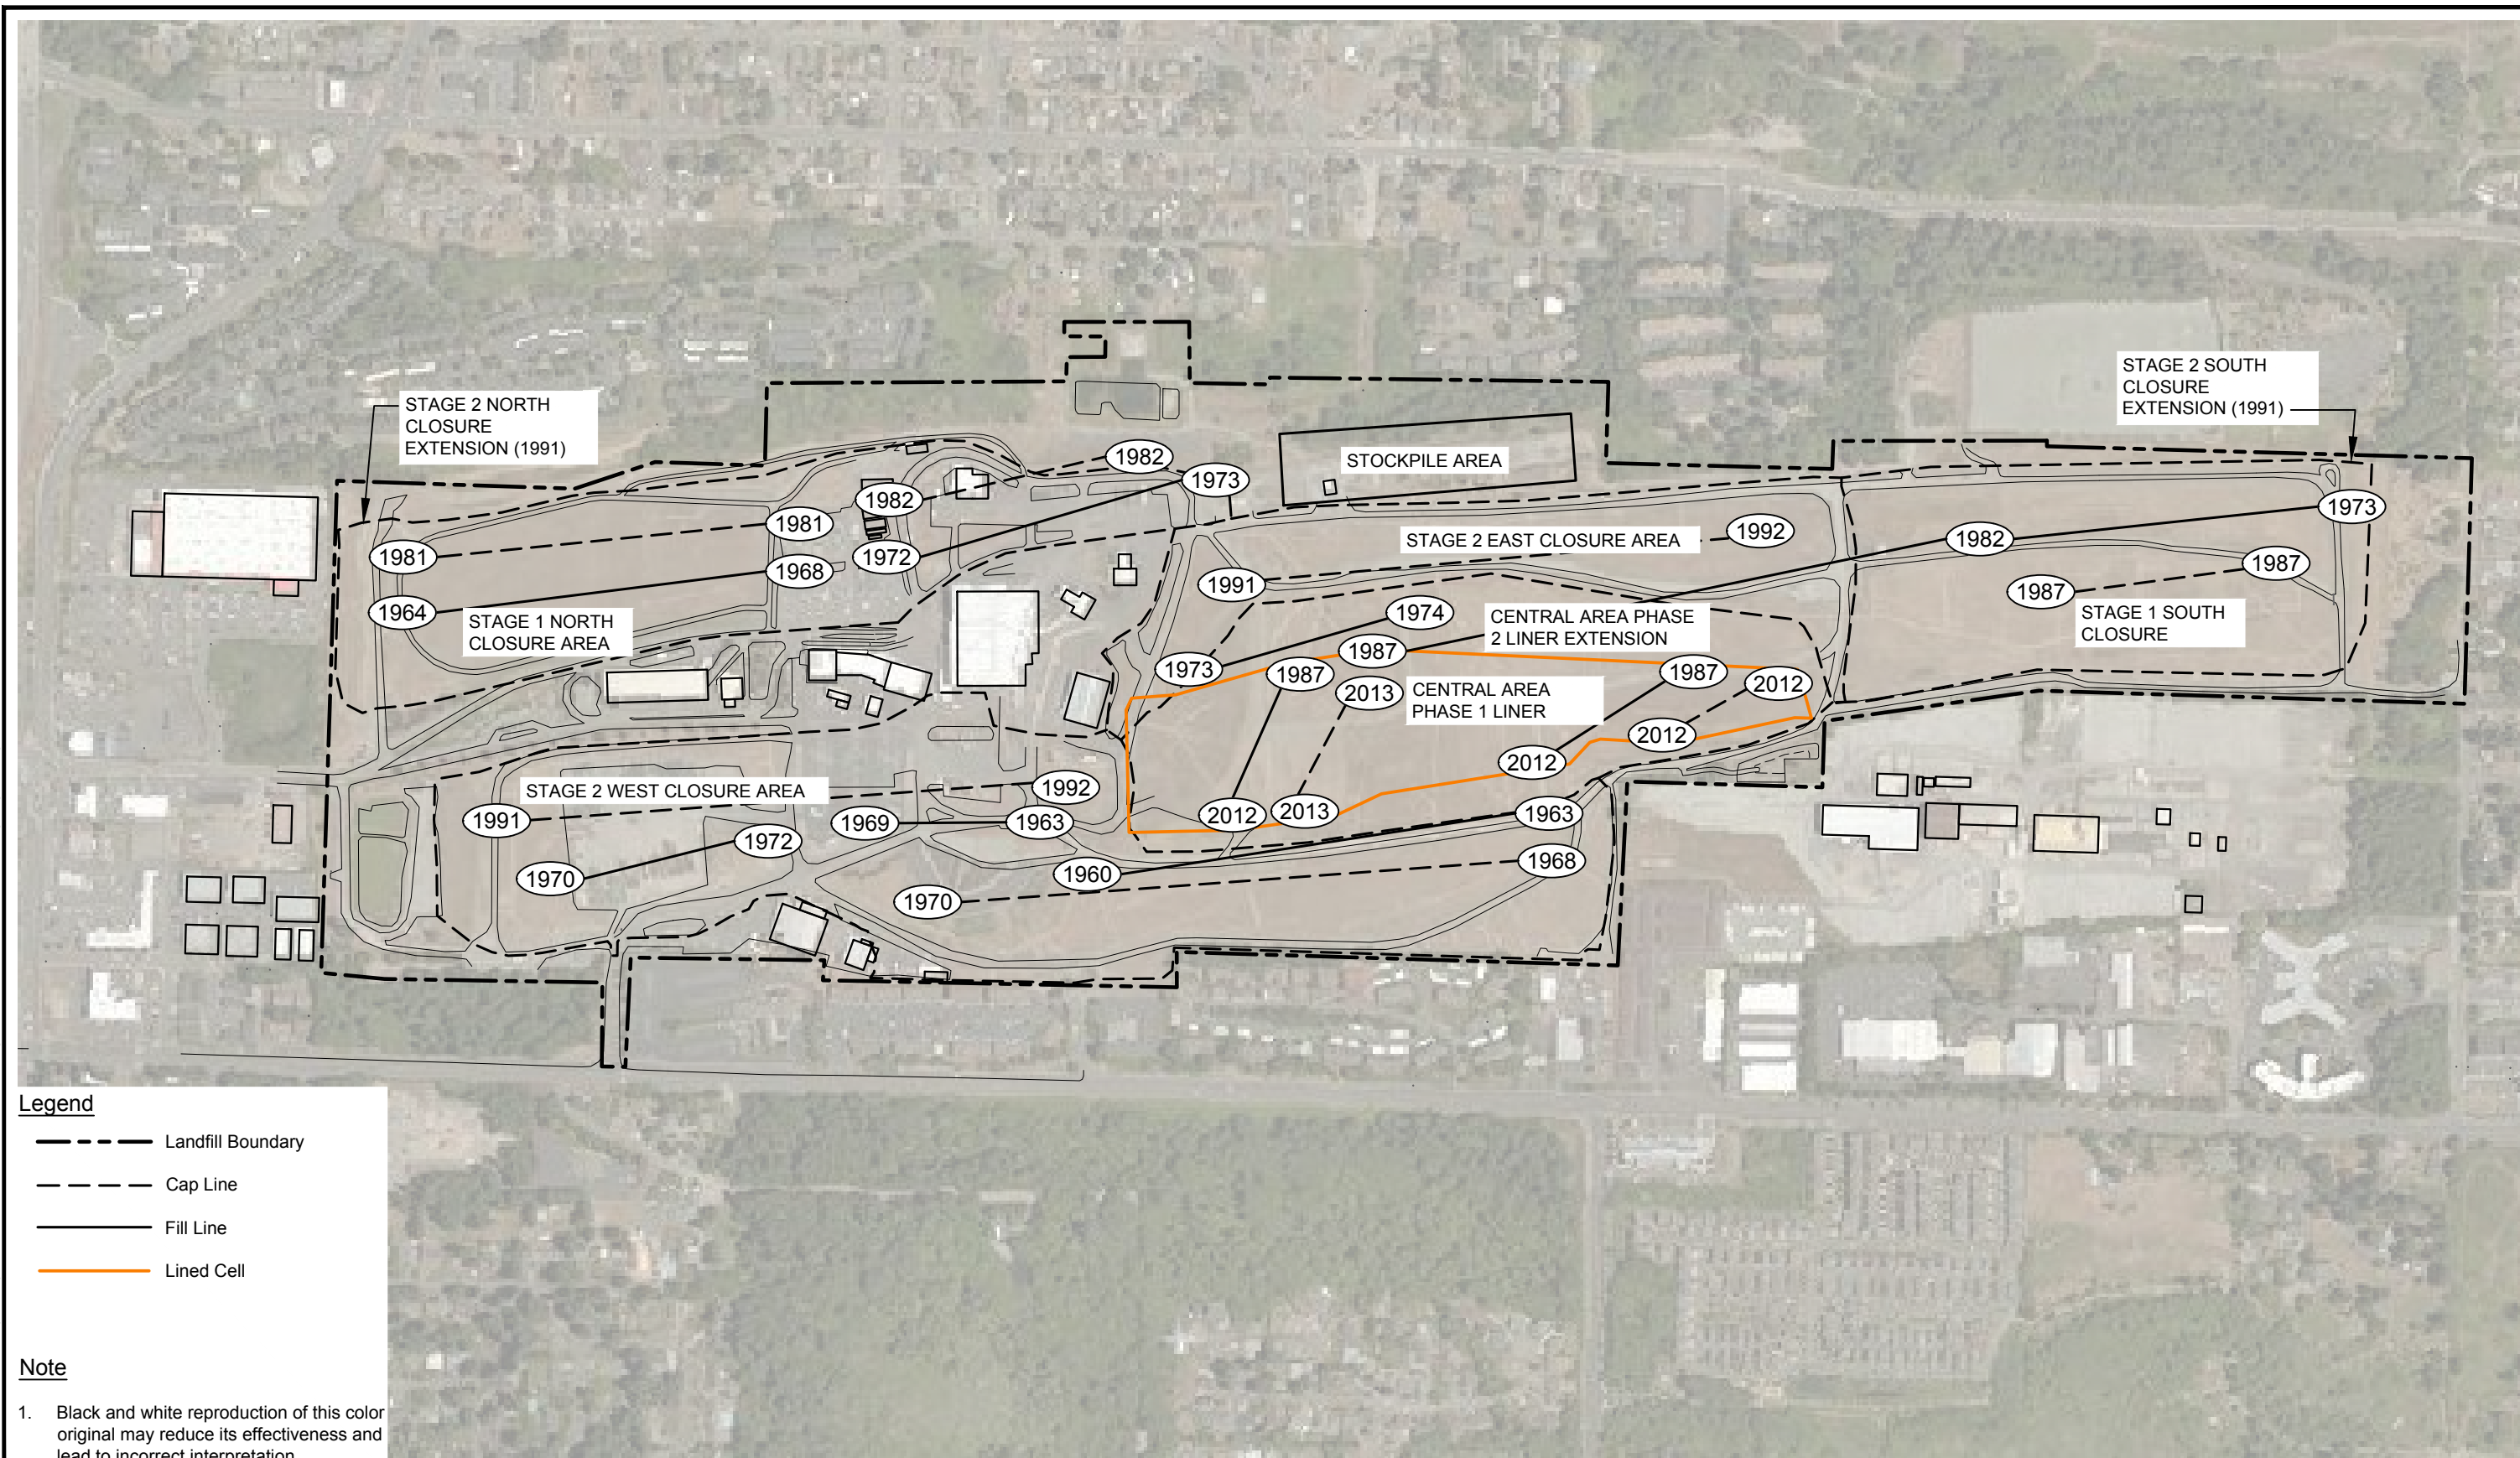 STAGE 2 SOUTH
CLOSURE
EXTENSION (1991)
STAGE 2 NORTH
CLOSURE
EXTENSION (1991)
1982
STOCKPILE AREA
1973
1982
1973
1981
1992
1982
STAGE 2 EAST CLOSURE AREA
1981
1972
1968
1987
1991
1987
1964
1974
STAGE 1 NORTH
CLOSURE AREA
CENTRAL AREA PHASE
2 LINER EXTENSION
STAGE 1 SOUTH
CLOSURE
1987
1973
1987
1987
2012
2013
CENTRAL AREA
PHASE 1 LINER
2012
2012
STAGE 2 WEST CLOSURE AREA
1992
2013
2012
1963
1991
1969
1963
1972
1968
1970
1960
1970
Legend
Landfill Boundary
Cap Line
Fill Line
Lined Cell
Note
1. Black and white reproduction of this color
original may reduce its effectiveness and
lead to incorrect interpretation